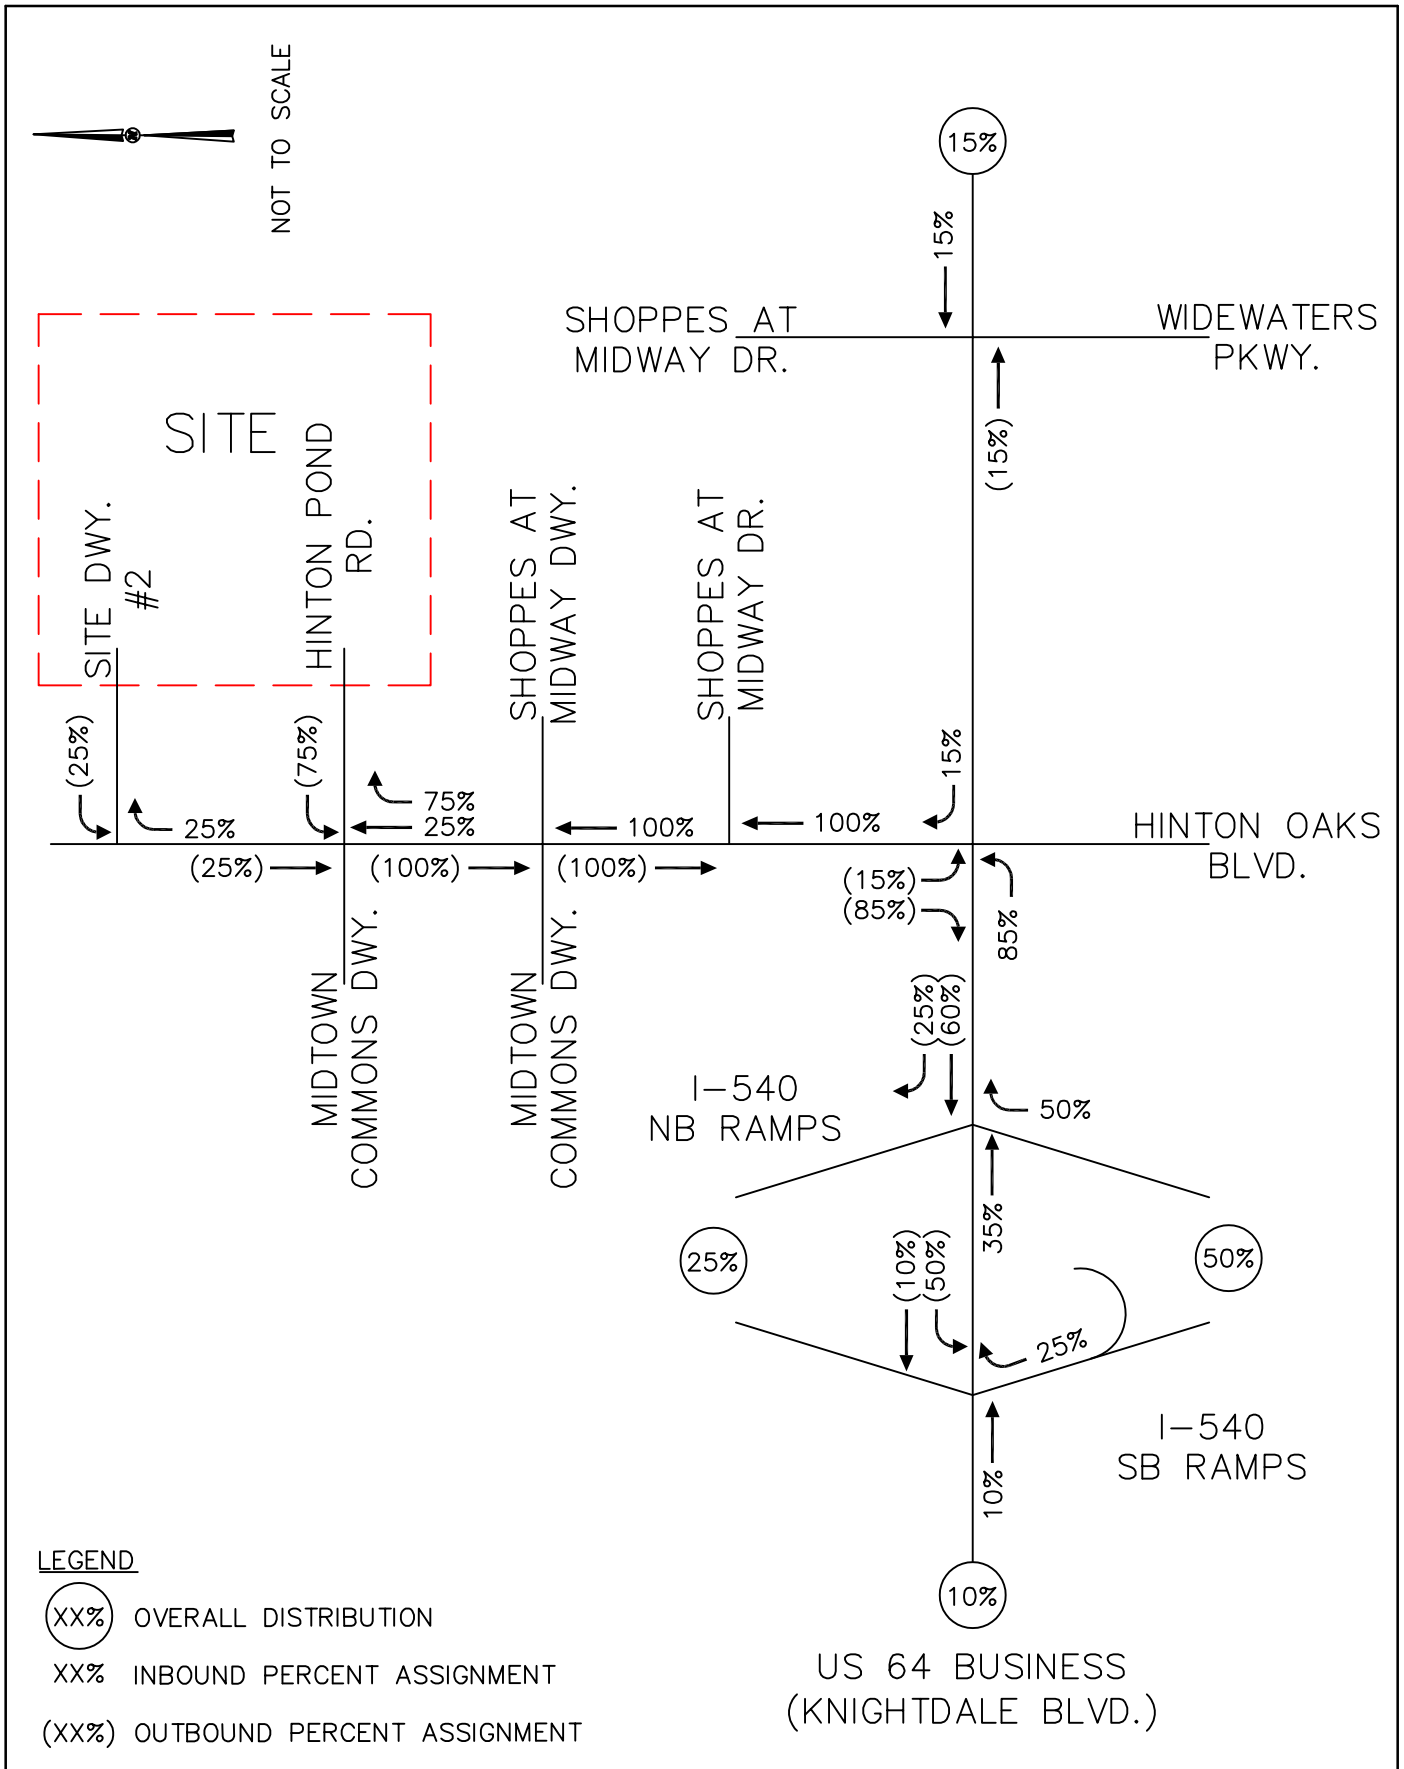 NOT TO SCALE
15%
15%
SHOPPES AT
MIDWAY DR.
WIDEWATERS
PKWY.
(15%)
SITE
SITE DWY.
#2
HINTON POND
RD.
SHOPPES AT
MIDWAY DWY.
SHOPPES AT
MIDWAY DR.
(25%)
25%
(75%)
75%
25%
100%
100%
15%
HINTON OAKS
BLVD.
(25%)
(100%)
(100%)
(15%)
(85%)
85%
MIDTOWN
COMMONS DWY.
MIDTOWN
COMMONS DWY.
(25%)
(60%)
I-540
NB RAMPS
50%
35%
25%
50%
(10%)
(50%)
25%
I-540
SB RAMPS
10%
10%
US 64 BUSINESS
(KNIGHTDALE BLVD.)
LEGEND
XX% OVERALL DISTRIBUTION
XX% INBOUND PERCENT ASSIGNMENT
(XX%) OUTBOUND PERCENT ASSIGNMENT